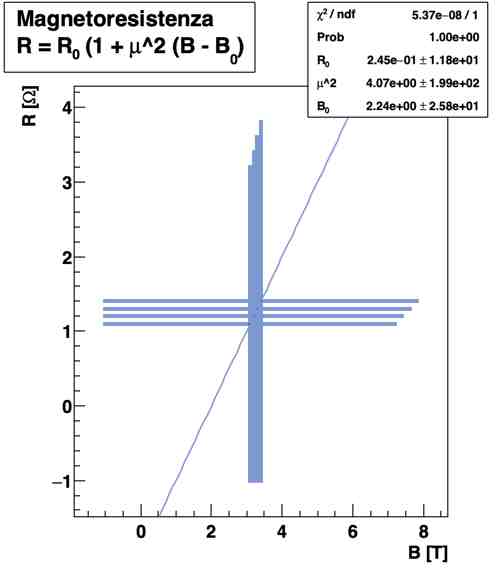 Magnetoresistenza
R = R₀ (1 + μ^2 (B - B₀)
χ² / ndf 5.37e−08 / 1
Prob 1.00e+00
R₀ 2.45e−01 ± 1.18e+01
μ^2 4.07e+00 ± 1.99e+02
B₀ 2.24e+00 ± 2.58e+01
R [Ω]
4
3
2
1
0
−1
0 2 4 6 8
B [T]